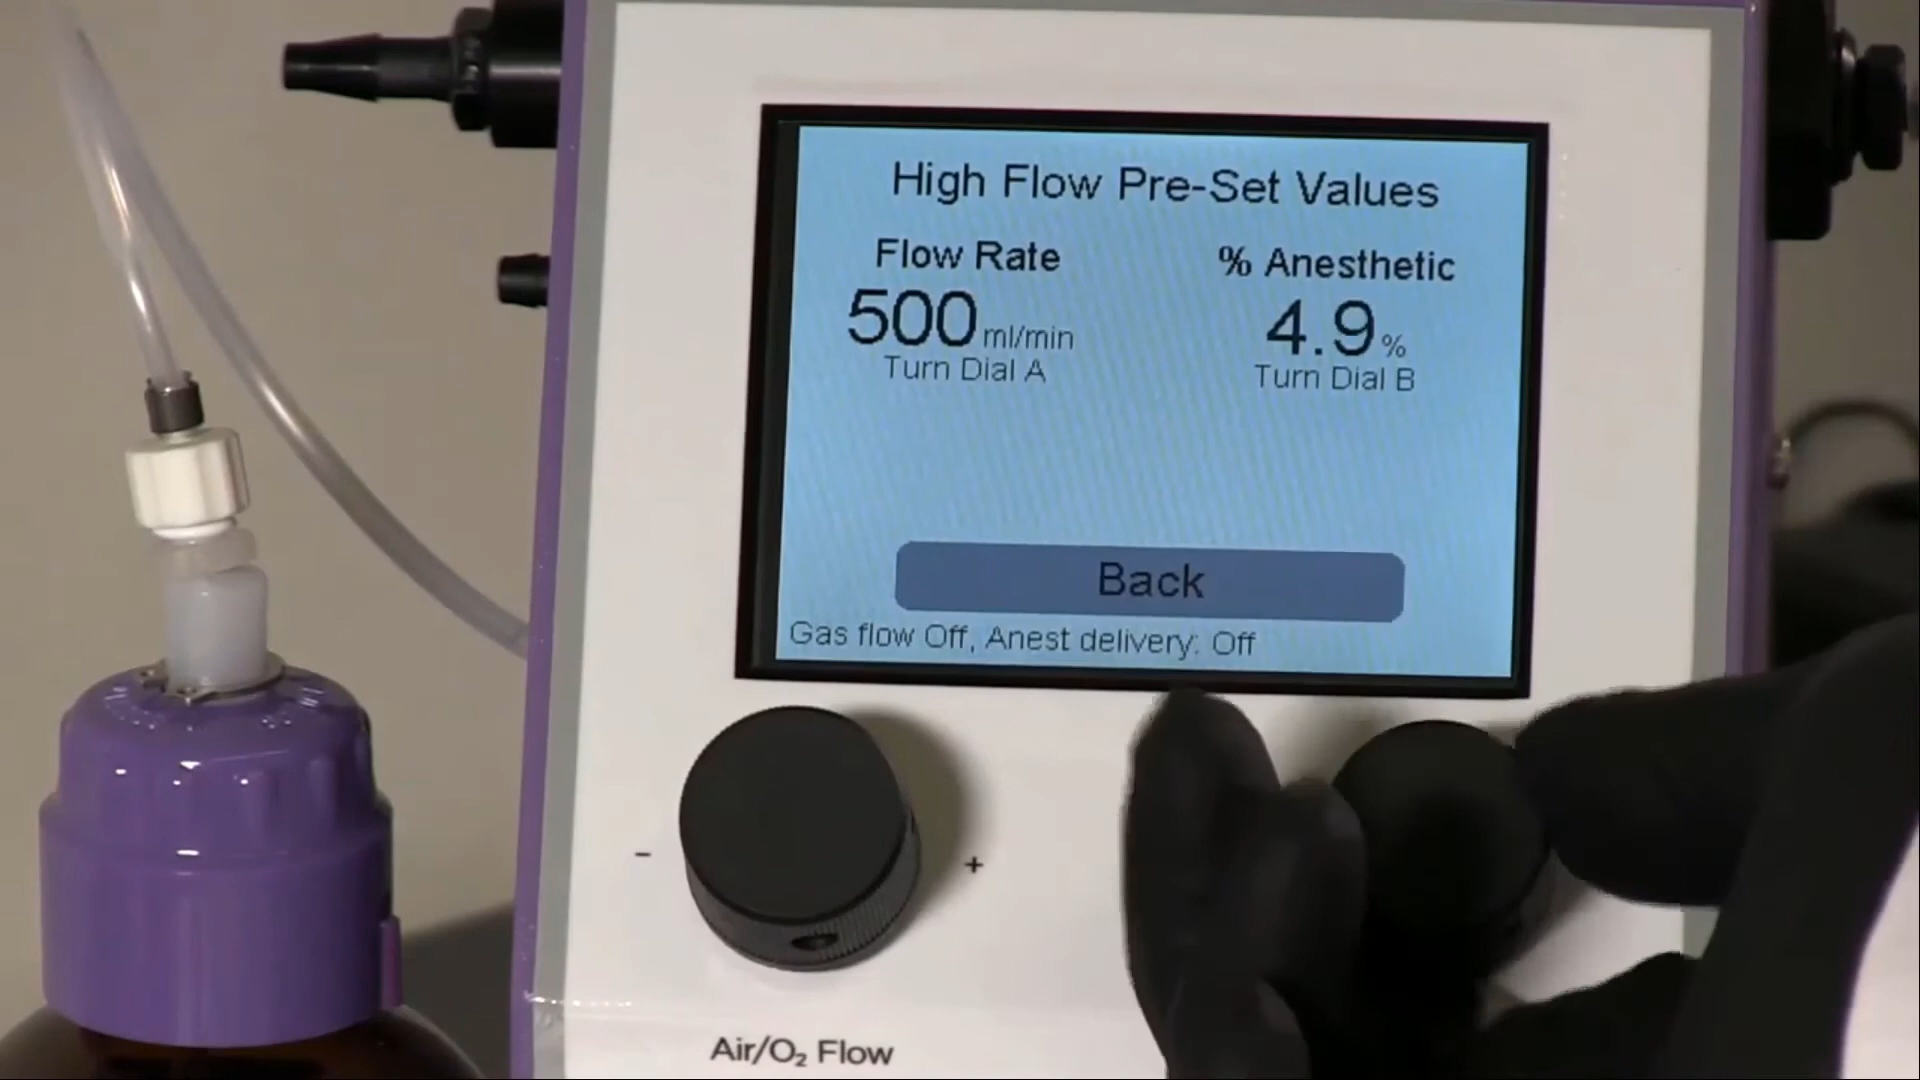 High Flow Pre-Set Values
Flow Rate
% Anesthetic
500 ml/min
4.9 %
Turn Dial A
Turn Dial B
Back
Gas flow Off, Anest delivery: Off
- +
Air/O₂ Flow